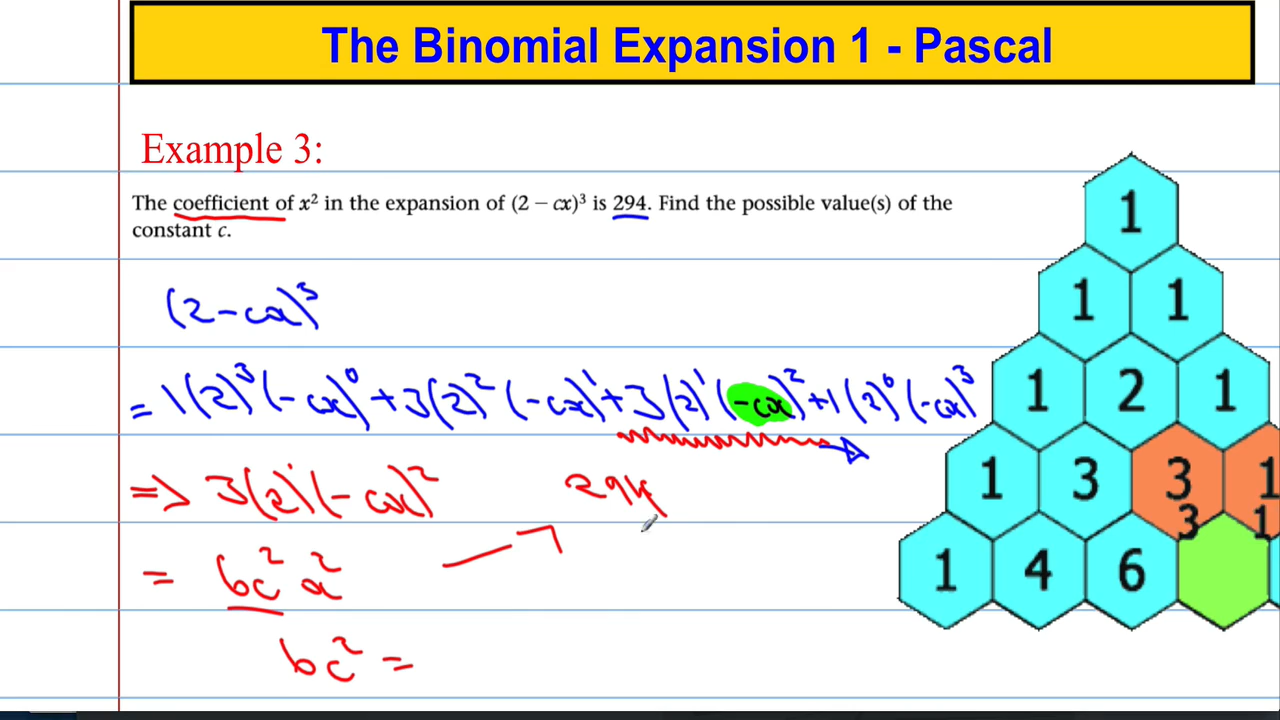 The Binomial Expansion 1 - Pascal
Example 3:
The coefficient of x² in the expansion of (2 − cx)³ is 294. Find the possible value(s) of the
constant c.
(2-cx)³
= 1(2)³(-cx)⁰+3(2)²(-cx)¹+3(2)¹(-cx)²+1(2)⁰(-cx)³
=> 3(2)¹(-cx)²
294
= 6c²x²
6c² =
1
1 1
1 2 1
1 3 3 1
3 1
1 4 6